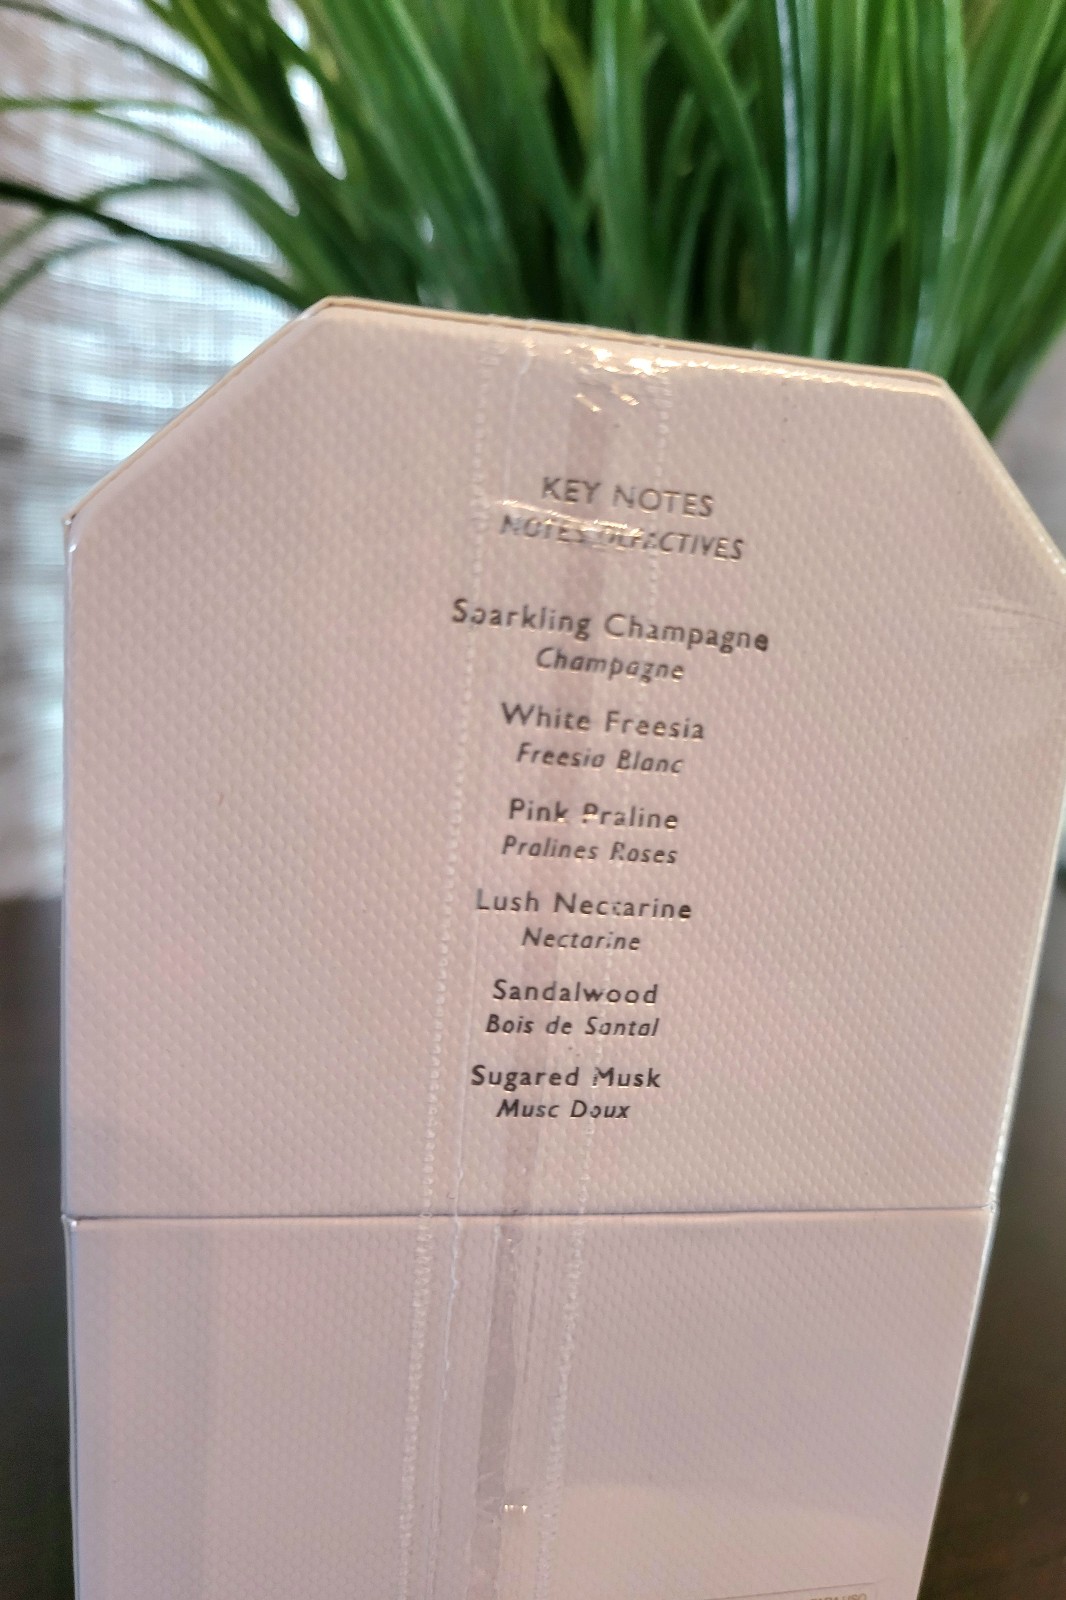 KEY NOTES
NOTES OLFACTIVES
Sparkling Champagne
Champagne
White Freesia
Freesia Blanc
Pink Praline
Pralines Roses
Lush Nectarine
Nectarine
Sandalwood
Bois de Santal
Sugared Musk
Musc Doux